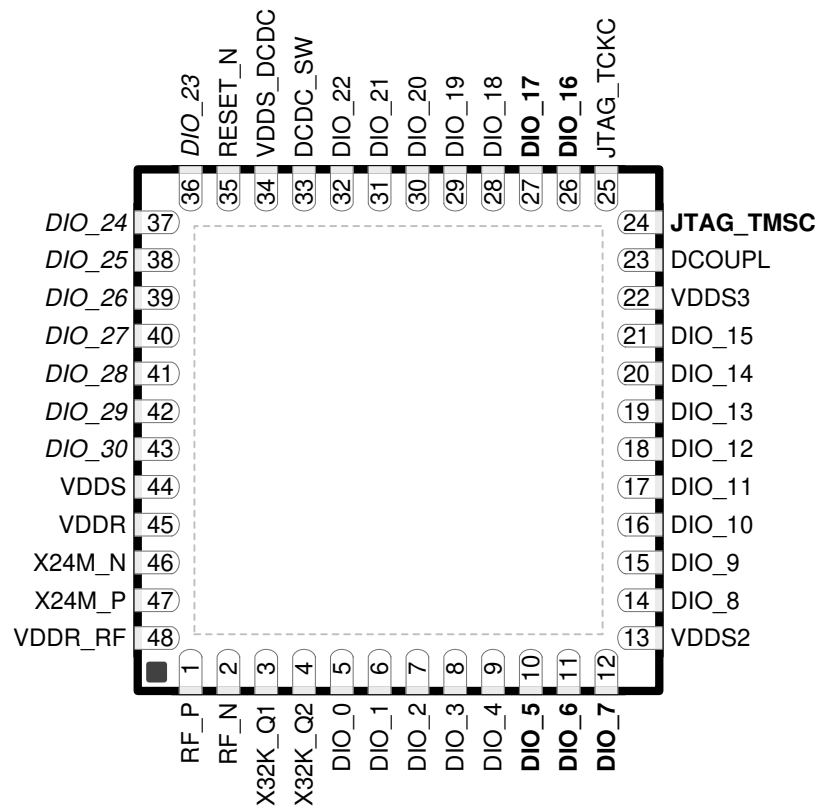 DIO_23
RESET_N
VDDS_DCDC
DCDC_SW
DIO_22
DIO_21
DIO_20
DIO_19
DIO_18
DIO_17
DIO_16
JTAG_TCKC
36
35
34
33
32
31
30
29
28
27
26
25
DIO_24 37
DIO_25 38
DIO_26 39
DIO_27 40
DIO_28 41
DIO_29 42
DIO_30 43
VDDS 44
VDDR 45
X24M_N 46
X24M_P 47
VDDR_RF 48
24 JTAG_TMSC
23 DCOUPL
22 VDDS3
21 DIO_15
20 DIO_14
19 DIO_13
18 DIO_12
17 DIO_11
16 DIO_10
15 DIO_9
14 DIO_8
13 VDDS2
1
2
3
4
5
6
7
8
9
10
11
12
RF_P
RF_N
X32K_Q1
X32K_Q2
DIO_0
DIO_1
DIO_2
DIO_3
DIO_4
DIO_5
DIO_6
DIO_7